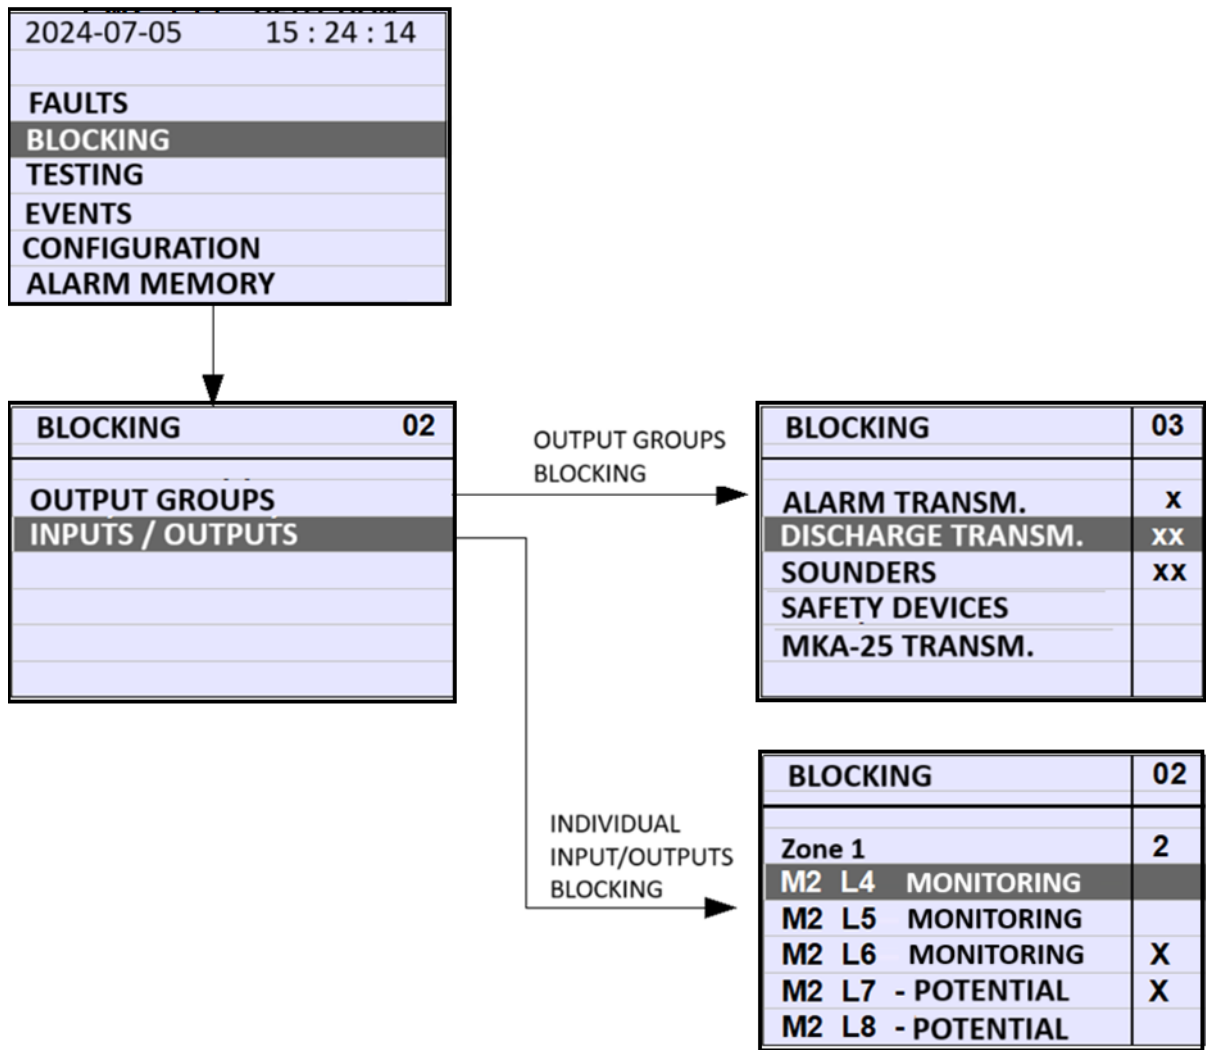 2024-07-05 15 : 24 : 14
FAULTS
BLOCKING
TESTING
EVENTS
CONFIGURATION
ALARM MEMORY
BLOCKING 02
OUTPUT GROUPS
INPUTS / OUTPUTS
OUTPUT GROUPS
BLOCKING
BLOCKING 03
ALARM TRANSM. x
DISCHARGE TRANSM. xx
SOUNDERS xx
SAFETY DEVICES
MKA-25 TRANSM.
INDIVIDUAL
INPUT/OUTPUTS
BLOCKING
BLOCKING 02
Zone 1 2
M2 L4 MONITORING
M2 L5 MONITORING
M2 L6 MONITORING X
M2 L7 - POTENTIAL X
M2 L8 - POTENTIAL